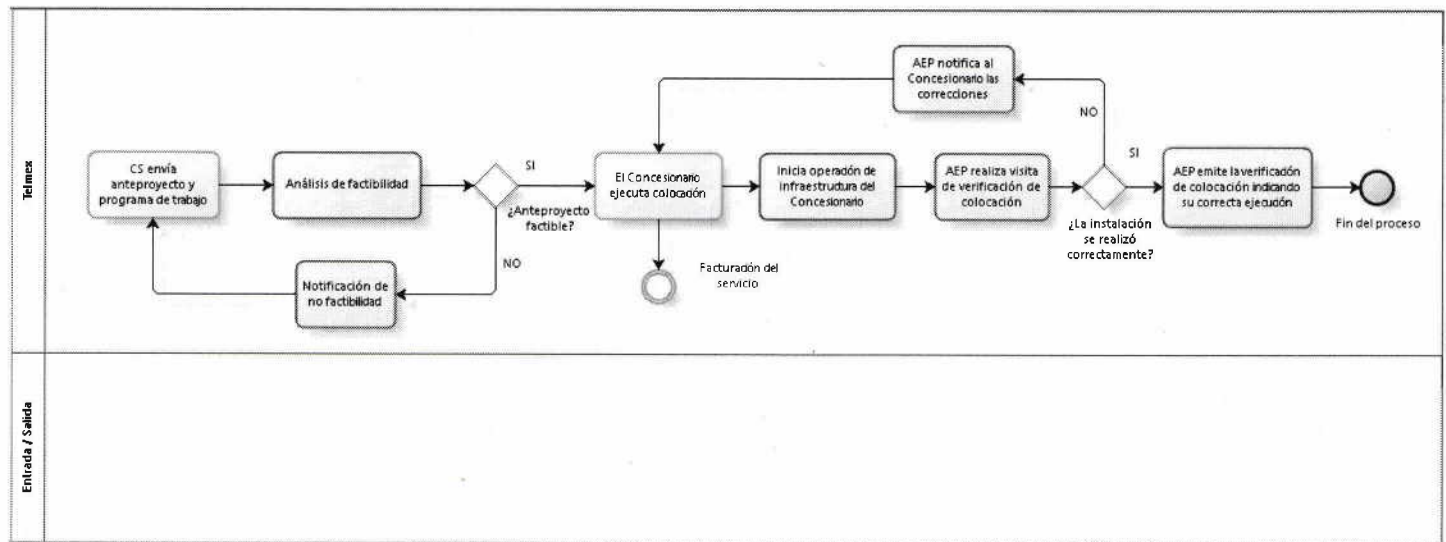 Telmex
CS envía
anteproyecto y
programa de trabajo
Análisis de factibilidad
SI
¿Anteproyecto
factible?
NO
Notificación de
no factibilidad
El Concesionario
ejecuta colocación
Facturación del
servicio
Inicia operación de
infraestructura del
Concesionario
AEP realiza visita
de verificación de
colocación
AEP notifica al
Concesionario las
correcciones
NO
SI
¿La instalación
se realizó
correctamente?
AEP emite la verificación
de colocación indicando
su correcta ejecución
Fin del proceso
Entrada / Salida